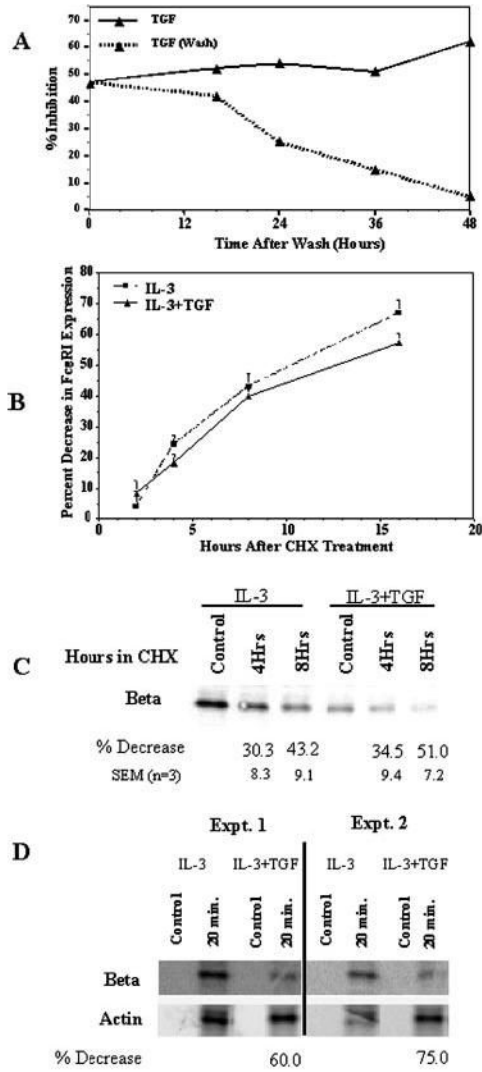 A
TGF
TGF (Wash)
% Inhibition
70
60
50
40
30
20
10
0
0 12 24 36 48
Time After Wash (Hours)
B
IL-3
IL-3+TGF
Percent Decrease in FcεRI Expression
80
70
60
50
40
30
20
10
0
0 5 10 15 20
Hours After CHX Treatment
C
IL-3 IL-3+TGF
Hours in CHX Control 4Hrs 8Hrs Control 4Hrs 8Hrs
Beta
% Decrease 30.3 43.2 34.5 51.0
SEM (n=3) 8.3 9.1 9.4 7.2
D
Expt. 1 Expt. 2
IL-3 IL-3+TGF IL-3 IL-3+TGF
Control 20 min. Control 20 min. Control 20 min. Control 20 min.
Beta
Actin
% Decrease 60.0 75.0